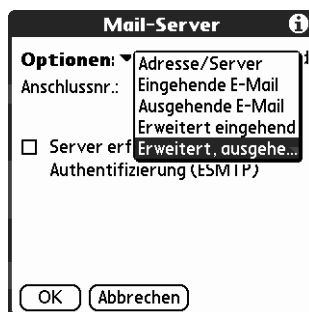 Mail-Server
Optionen:
Adresse/Server
Eingehende E-Mail
Ausgehende E-Mail
Erweitert eingehend
Erweitert, ausgehe...
Anschlussnr.:
Server erf
Authentifizierung (ESMTP)
OK Abbrechen